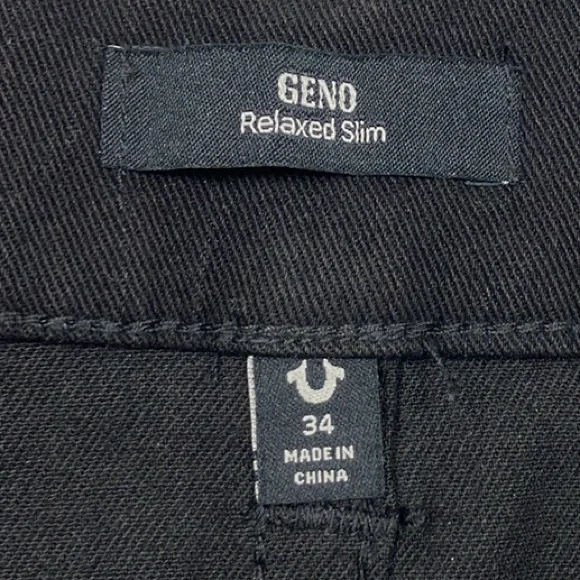 GENO
Relaxed Slim
34
MADE IN
CHINA